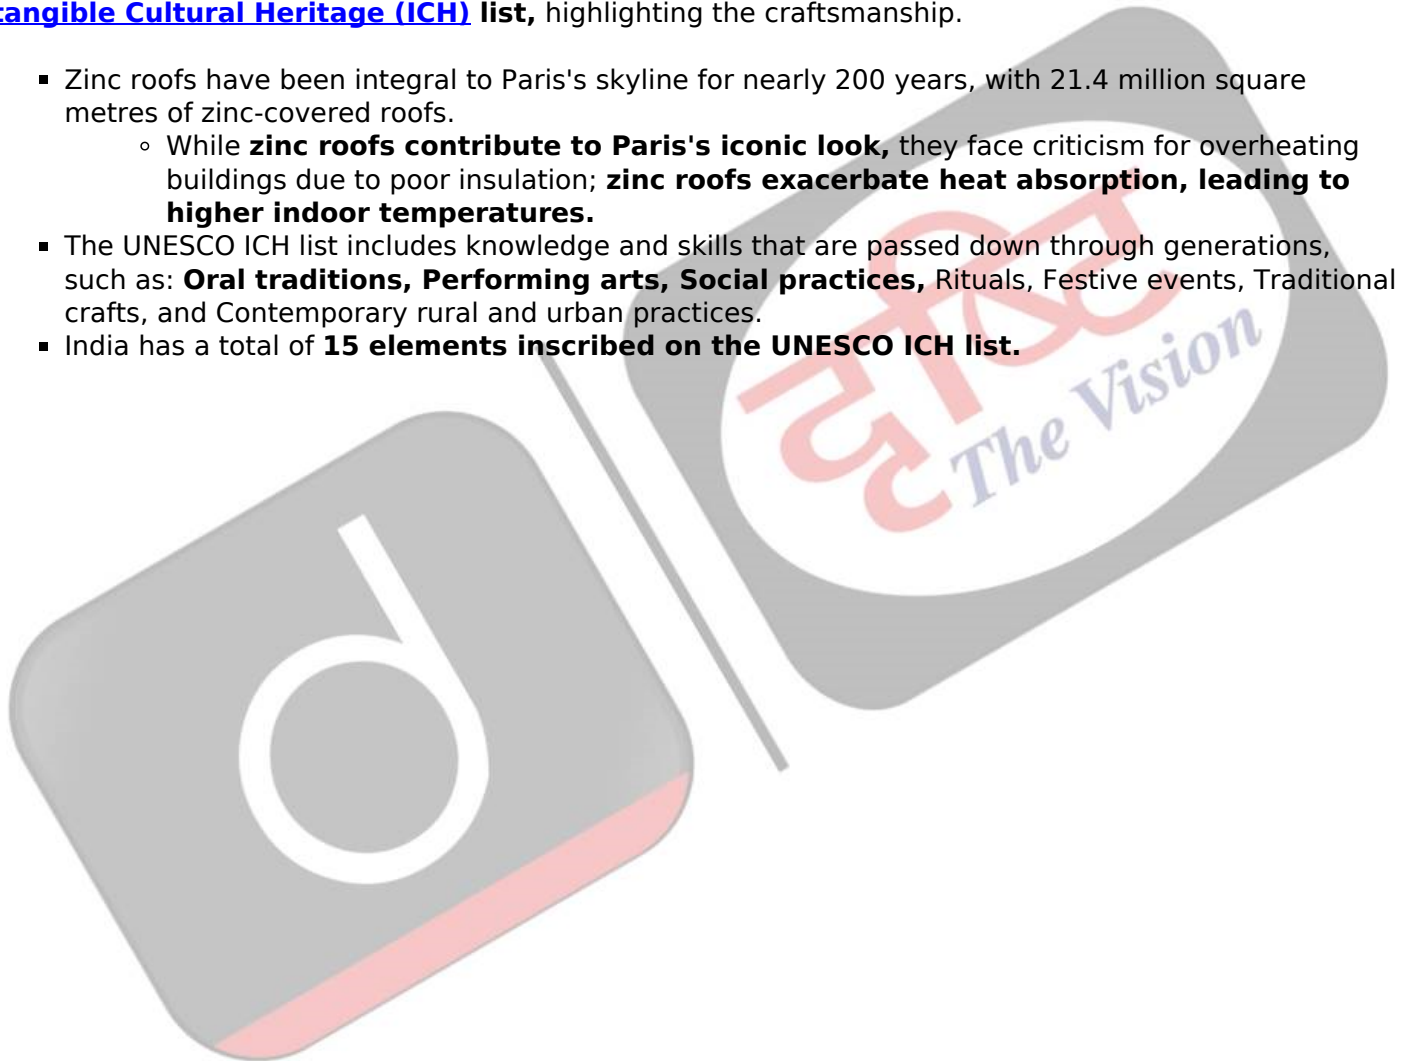 tangible Cultural Heritage (ICH) list, highlighting the craftsmanship.
▪ Zinc roofs have been integral to Paris's skyline for nearly 200 years, with 21.4 million square
metres of zinc-covered roofs.
◦ While zinc roofs contribute to Paris's iconic look, they face criticism for overheating
buildings due to poor insulation; zinc roofs exacerbate heat absorption, leading to
higher indoor temperatures.
▪ The UNESCO ICH list includes knowledge and skills that are passed down through generations,
such as: Oral traditions, Performing arts, Social practices, Rituals, Festive events, Traditional
crafts, and Contemporary rural and urban practices.
▪ India has a total of 15 elements inscribed on the UNESCO ICH list.
दृष्टि
The Vision
d